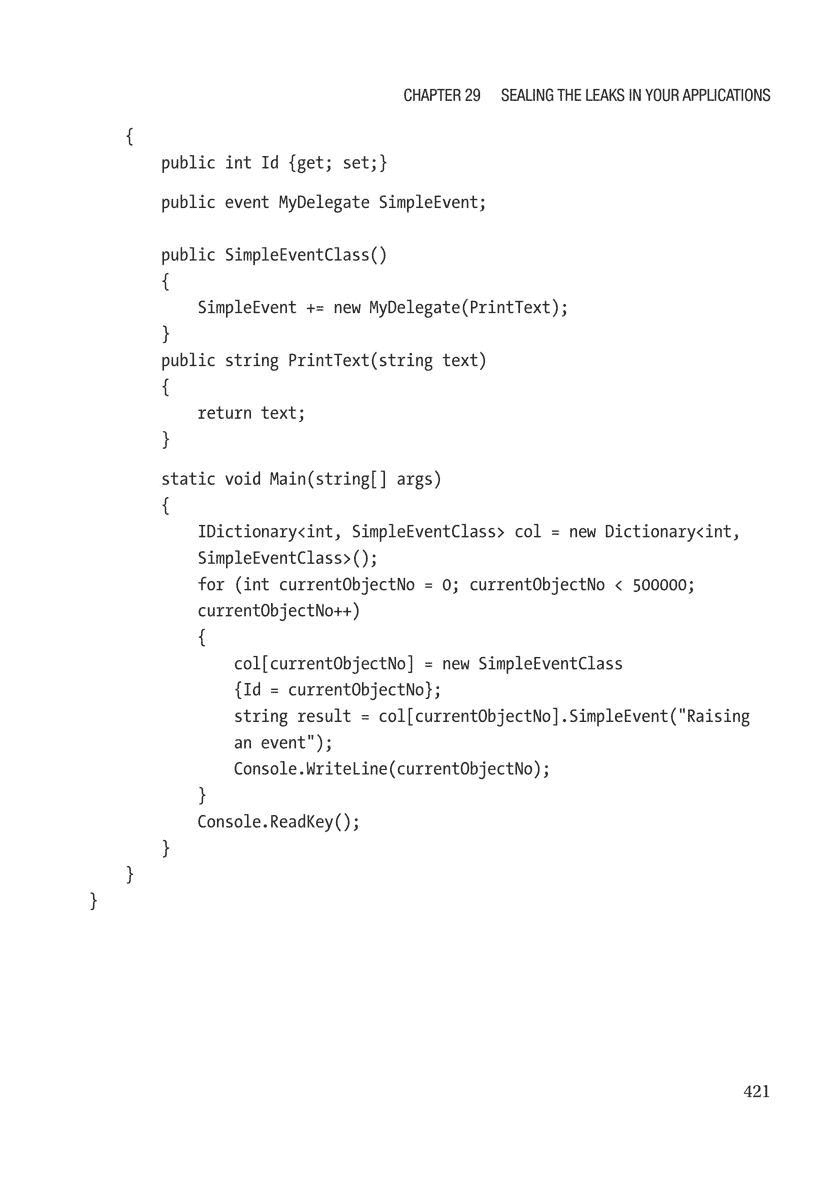 CHAPTER 29 SEALING THE LEAKS IN YOUR APPLICATIONS
{
public int Id {get; set;}
public event MyDelegate SimpleEvent;
public SimpleEventClass()
{
SimpleEvent += new MyDelegate(PrintText);
}
public string PrintText(string text)
{
return text;
}
static void Main(string[] args)
{
IDictionary<int, SimpleEventClass> col = new Dictionary<int,
SimpleEventClass>();
for (int currentObjectNo = 0; currentObjectNo < 500000;
currentObjectNo++)
{
col[currentObjectNo] = new SimpleEventClass
{Id = currentObjectNo};
string result = col[currentObjectNo].SimpleEvent("Raising
an event");
Console.WriteLine(currentObjectNo);
}
Console.ReadKey();
}
}
}
421